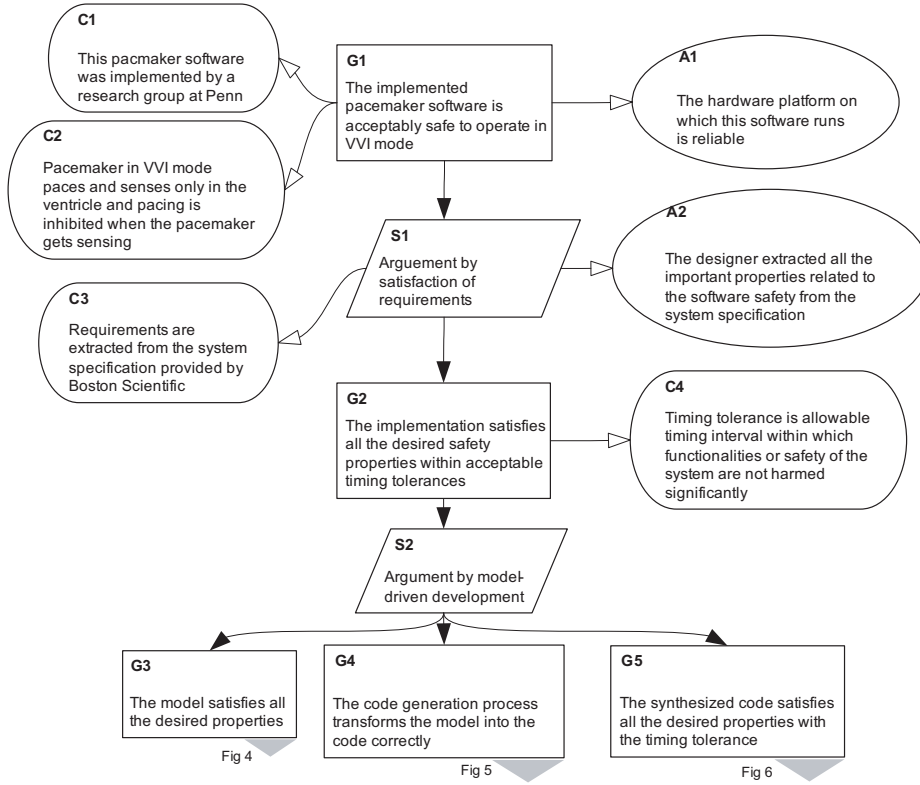 C1
This pacmaker software
was implemented by a
research group at Penn
G1
The implemented
pacemaker software is
acceptably safe to operate in
VVI mode
A1
The hardware platform on
which this software runs
is reliable
C2
Pacemaker in VVI mode
paces and senses only in the
ventricle and pacing is
inhibited when the pacemaker
gets sensing
S1
Arguement by
satisfaction of
requirements
A2
The designer extracted all the
important properties related to
the software safety from the
system specification
C3
Requirements are
extracted from the system
specification provided by
Boston Scientific
G2
The implementation satisfies
all the desired safety
properties within acceptable
timing tolerances
C4
Timing tolerance is allowable
timing interval within which
functionalities or safety of the
system are not harmed
significantly
S2
Argument by model-
driven development
G3
The model satisfies all
the desired properties
Fig 4
G4
The code generation process
transforms the model into the
code correctly
Fig 5
G5
The synthesized code satisfies
all the desired properties with
the timing tolerance
Fig 6